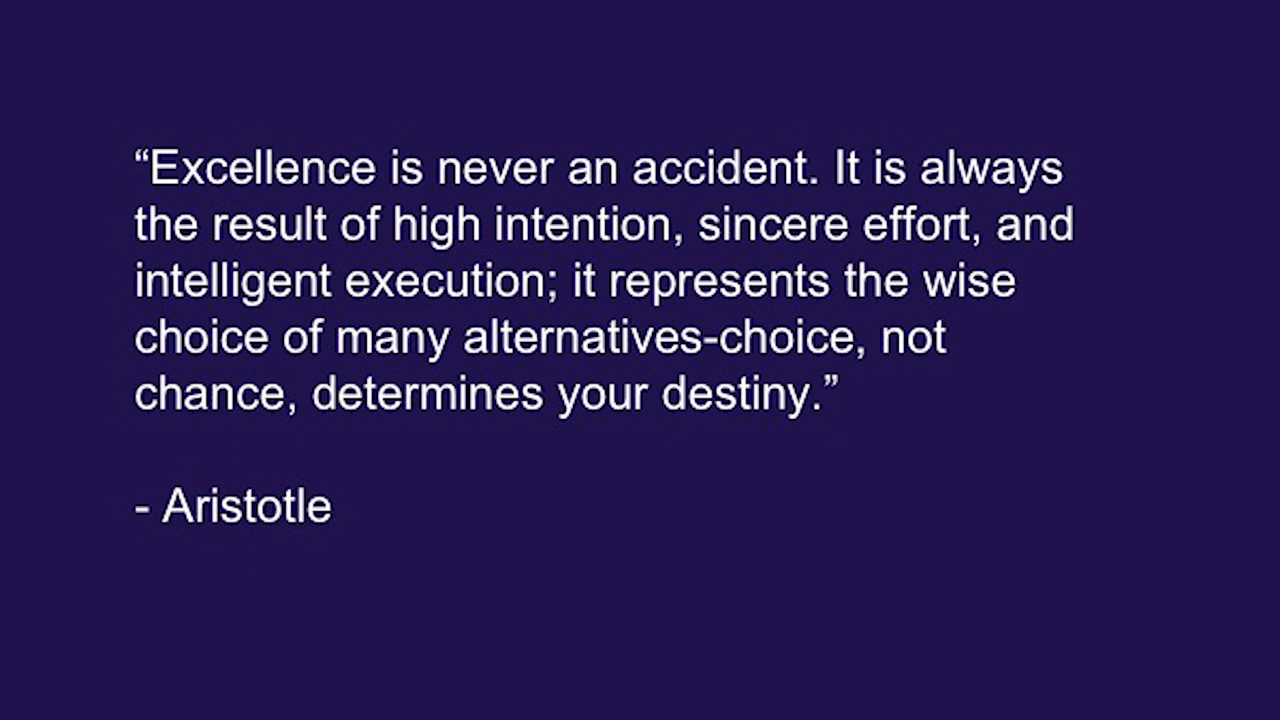 “Excellence is never an accident. It is always
the result of high intention, sincere effort, and
intelligent execution; it represents the wise
choice of many alternatives-choice, not
chance, determines your destiny.”
- Aristotle